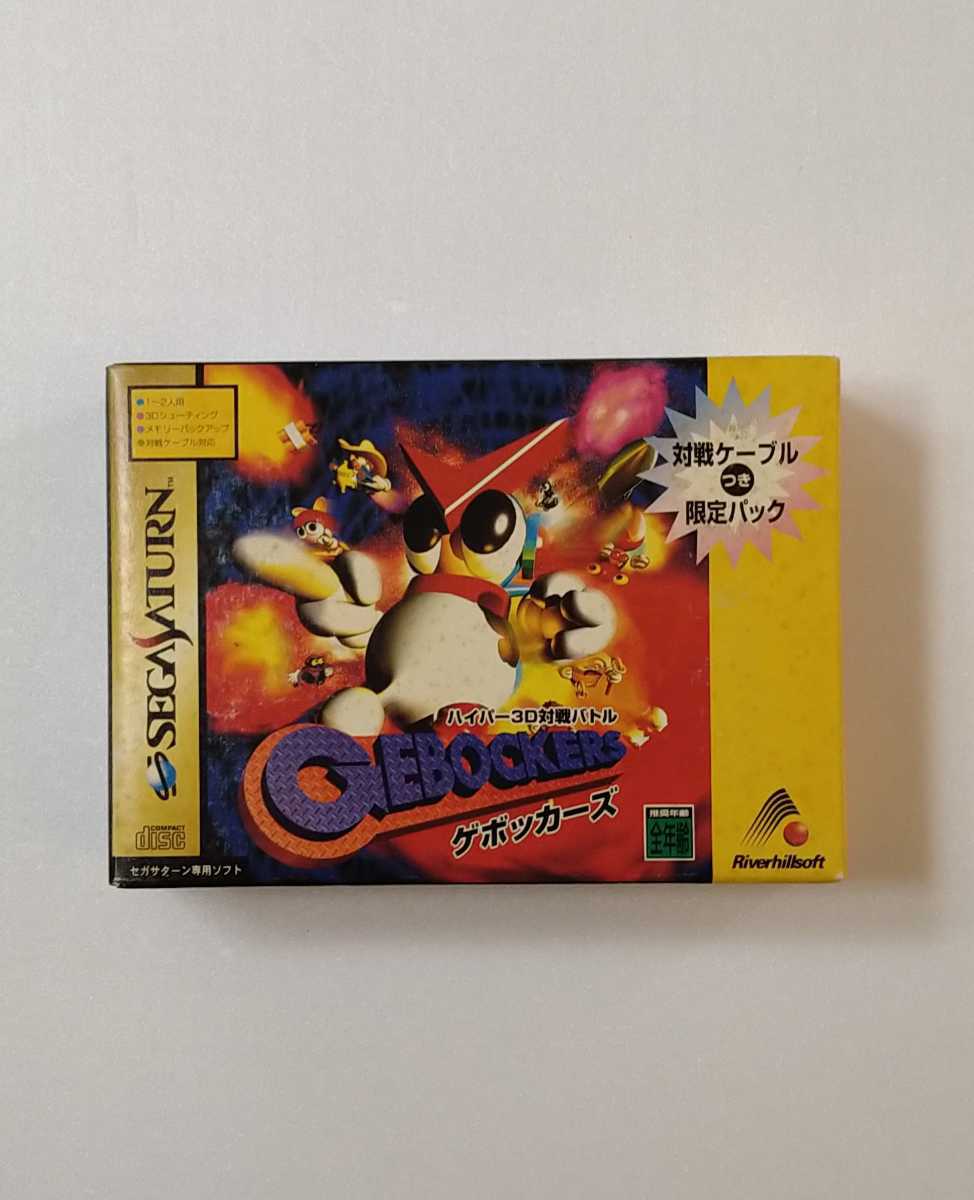 ●1～2人用
●3Dシューティング
●メモリーバックアップ
●対戦ケーブル対応
SEGA SATURN™
COMPACT
disc
セガサターン専用ソフト
対戦ケーブル
つき
限定パック
ハイパー3D対戦バトル
GEBOCKERS
ゲボッカーズ
推奨年齢
全年齢
Riverhillsoft